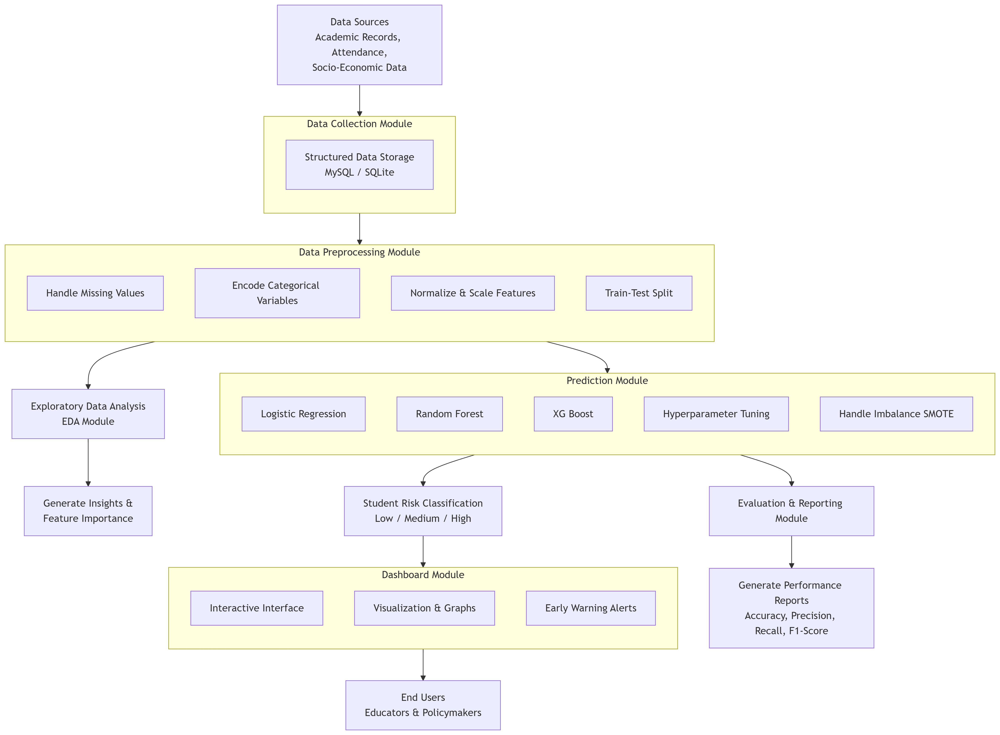 Data Sources
Academic Records,
Attendance,
Socio-Economic Data
Data Collection Module
Structured Data Storage
MySQL / SQLite
Data Preprocessing Module
Handle Missing Values
Encode Categorical
Variables
Normalize & Scale Features
Train-Test Split
Prediction Module
Logistic Regression
Random Forest
XG Boost
Hyperparameter Tuning
Handle Imbalance SMOTE
Exploratory Data Analysis
EDA Module
Generate Insights &
Feature Importance
Student Risk Classification
Low / Medium / High
Evaluation & Reporting
Module
Dashboard Module
Interactive Interface
Visualization & Graphs
Early Warning Alerts
Generate Performance
Reports
Accuracy, Precision,
Recall, F1-Score
End Users
Educators & Policymakers